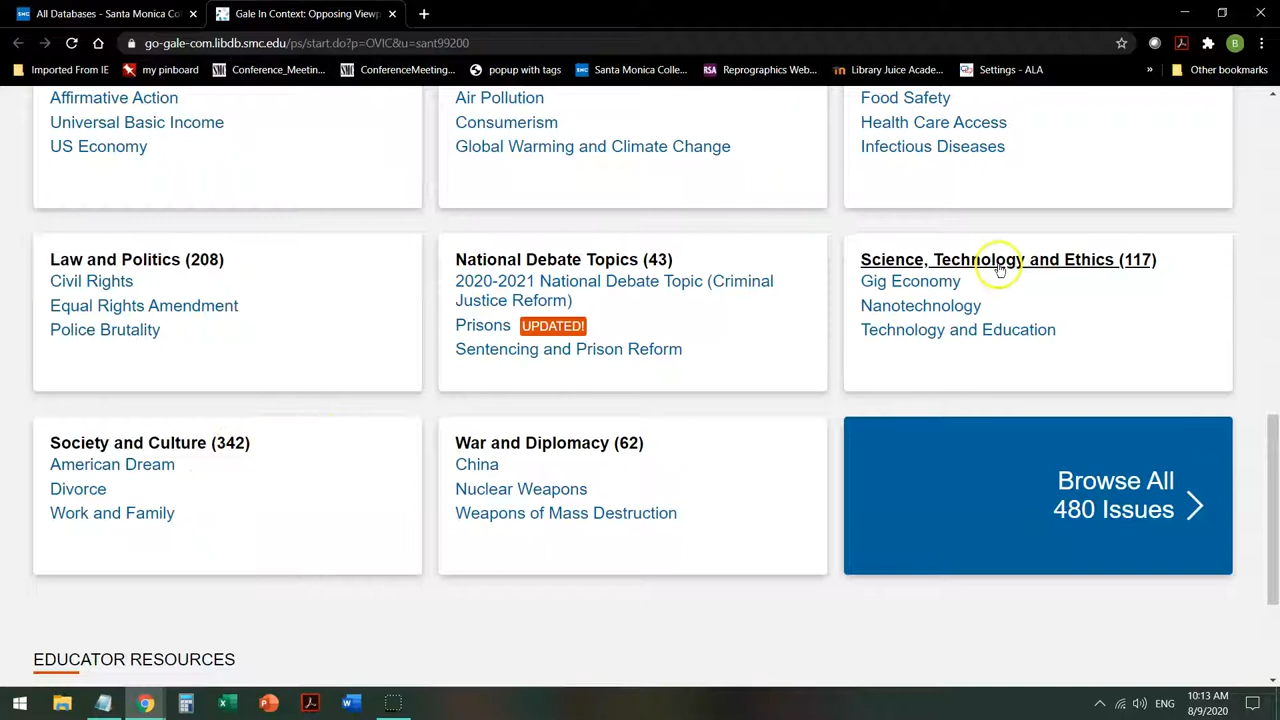 All Databases - Santa Monica Co
Gale In Context: Opposing Viewp
go-gale-com.libdb.smc.edu/ps/start.do?p=OVIC&u=sant99200
B
Imported From IE
my pinboard
Conference_Meetin...
ConferenceMeeting...
popup with tags
SMC
Santa Monica Colle...
RSA
Reprographics Web...
Library Juice Acade...
Settings - ALA
»
Other bookmarks
Affirmative Action
Universal Basic Income
US Economy
Air Pollution
Consumerism
Global Warming and Climate Change
Food Safety
Health Care Access
Infectious Diseases
Law and Politics (208)
Civil Rights
Equal Rights Amendment
Police Brutality
National Debate Topics (43)
2020-2021 National Debate Topic (Criminal
Justice Reform)
Prisons UPDATED!
Sentencing and Prison Reform
Science, Technology and Ethics (117)
Gig Economy
Nanotechnology
Technology and Education
Society and Culture (342)
American Dream
Divorce
Work and Family
War and Diplomacy (62)
China
Nuclear Weapons
Weapons of Mass Destruction
Browse All
480 Issues
EDUCATOR RESOURCES
ENG
10:13 AM
8/9/2020